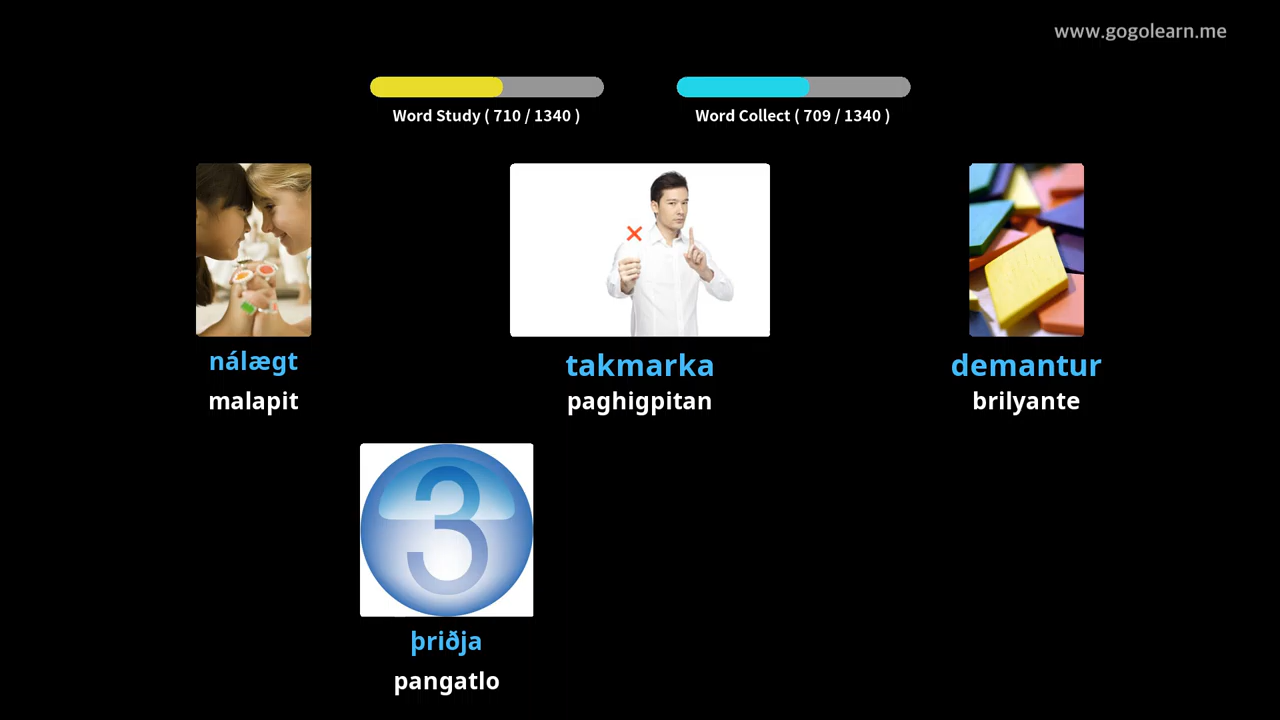 www.gogolearn.me
Word Study ( 710 / 1340 )
Word Collect ( 709 / 1340 )
nálægt
malapit
takmarka
paghigpitan
demantur
brilyante
3
þriðja
pangatlo